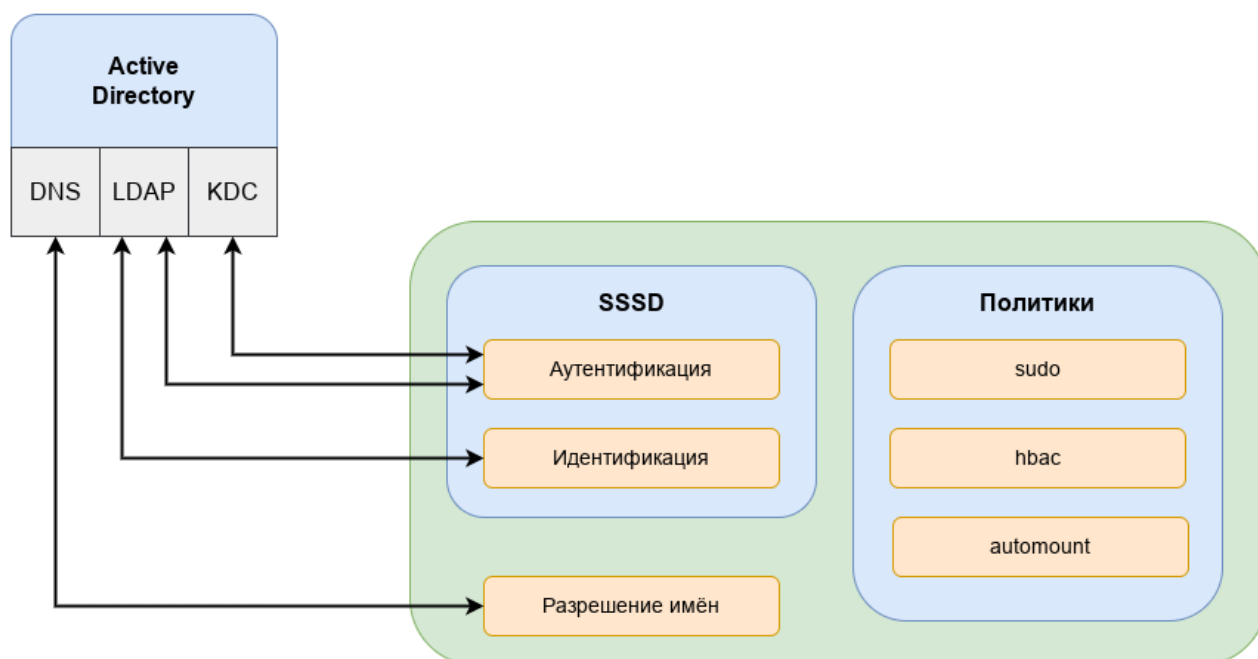 Active
Directory
DNS
LDAP
KDC
SSSD
Аутентификация
Идентификация
Разрешение имён
Политики
sudo
hbac
automount